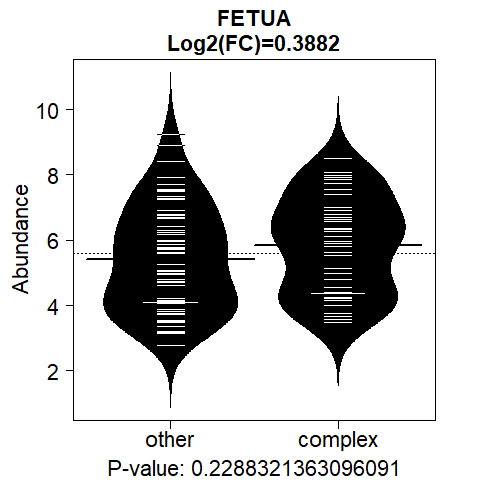 FETUA
Log2(FC)=0.3882
Abundance
10
8
6
4
2
other complex
P-value: 0.2288321363096091